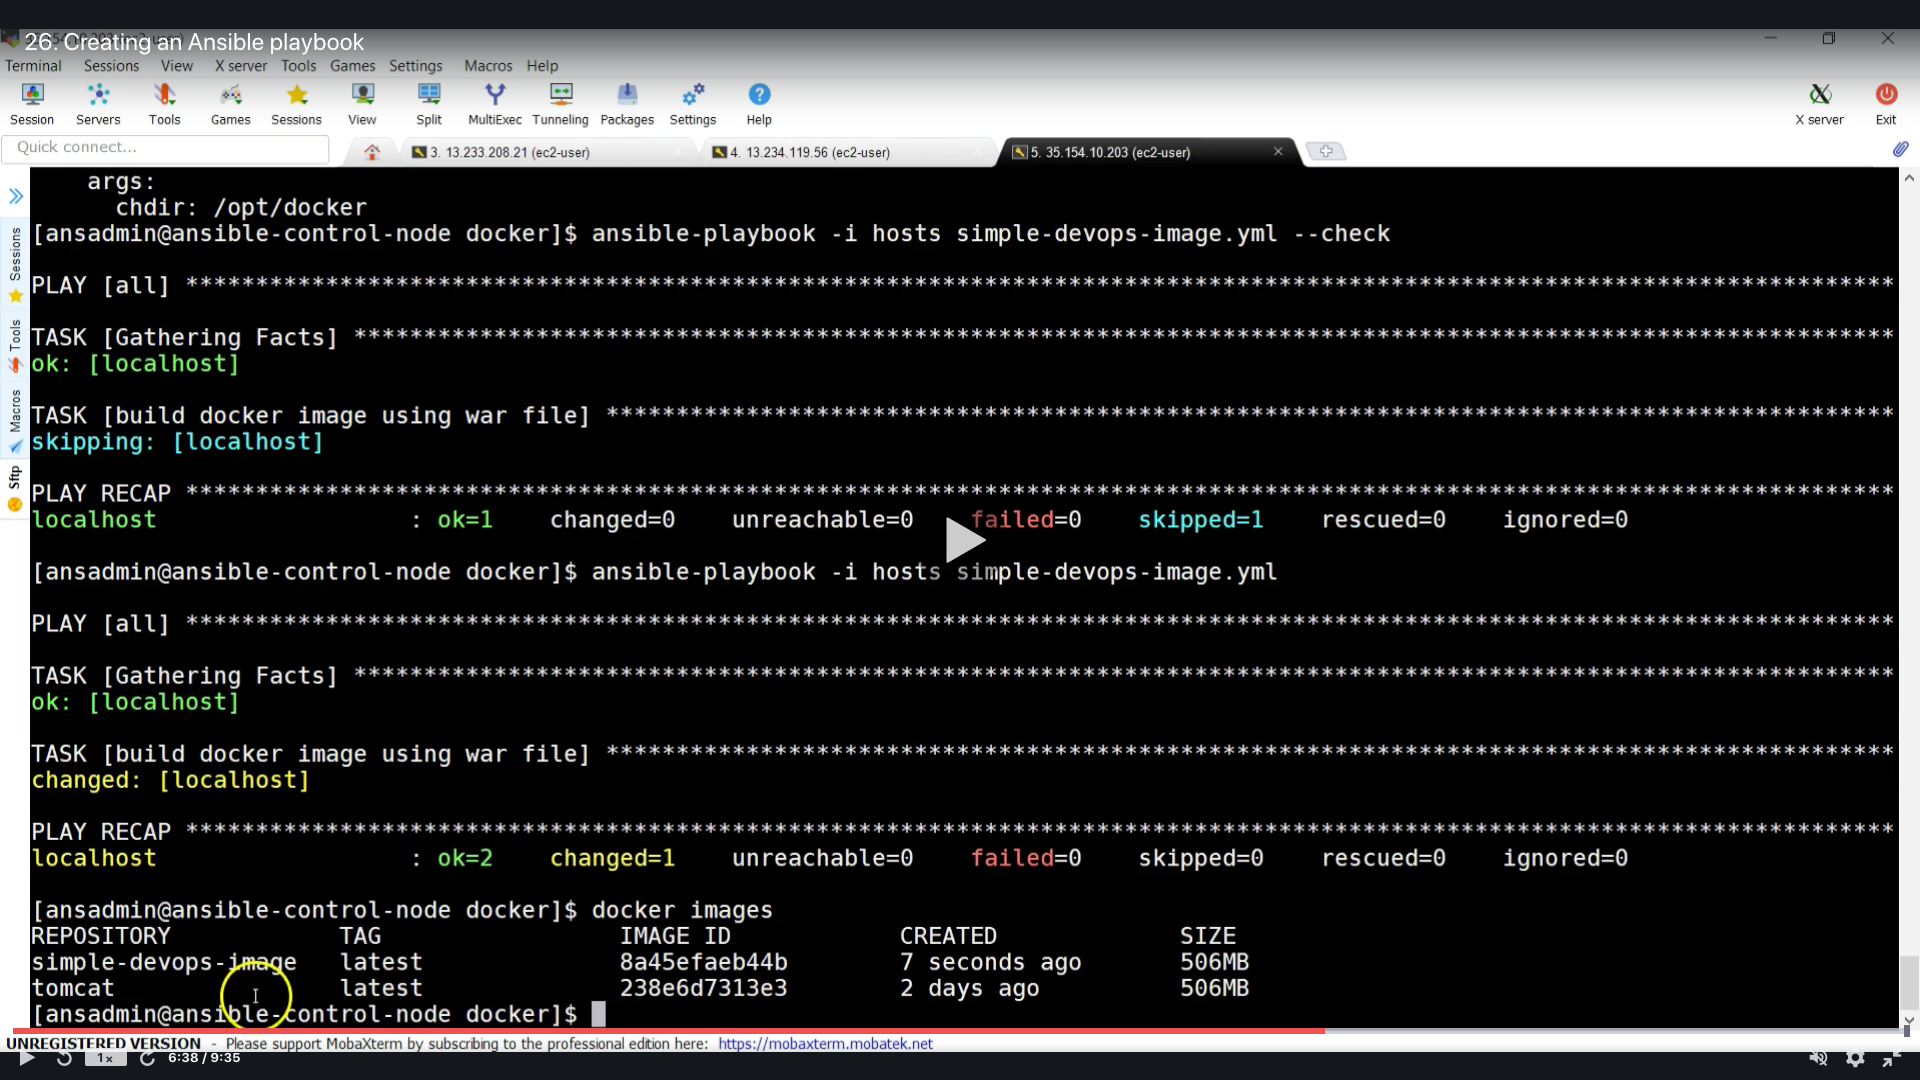 26. Creating an Ansible playbook
Terminal Sessions View X server Tools Games Settings Macros Help
Session Servers Tools Games Sessions View Split MultiExec Tunneling Packages Settings Help X server Exit
Quick connect...
3. 13.233.208.21 (ec2-user)
4. 13.234.119.56 (ec2-user)
5. 35.154.10.203 (ec2-user)
Sessions
Tools
Macros
Sftp
args:
chdir: /opt/docker
[ansadmin@ansible-control-node docker]$ ansible-playbook -i hosts simple-devops-image.yml --check
PLAY [all] ****************************************************************************************************
TASK [Gathering Facts] ****************************************************************************************************
ok: [localhost]
TASK [build docker image using war file] ********************************************************************************************
skipping: [localhost]
PLAY RECAP ****************************************************************************************************
localhost : ok=1 changed=0 unreachable=0 failed=0 skipped=1 rescued=0 ignored=0
[ansadmin@ansible-control-node docker]$ ansible-playbook -i hosts simple-devops-image.yml
PLAY [all] ****************************************************************************************************
TASK [Gathering Facts] ****************************************************************************************************
ok: [localhost]
TASK [build docker image using war file] ********************************************************************************************
changed: [localhost]
PLAY RECAP ****************************************************************************************************
localhost : ok=2 changed=1 unreachable=0 failed=0 skipped=0 rescued=0 ignored=0
[ansadmin@ansible-control-node docker]$ docker images
REPOSITORY TAG IMAGE ID CREATED SIZE
simple-devops-image latest 8a45efaeb44b 7 seconds ago 506MB
tomcat latest 238e6d7313e3 2 days ago 506MB
[ansadmin@ansible-control-node docker]$
UNREGISTERED VERSION - Please support MobaXterm by subscribing to the professional edition here: https://mobaxterm.mobatek.net
1x 6:38 / 9:35